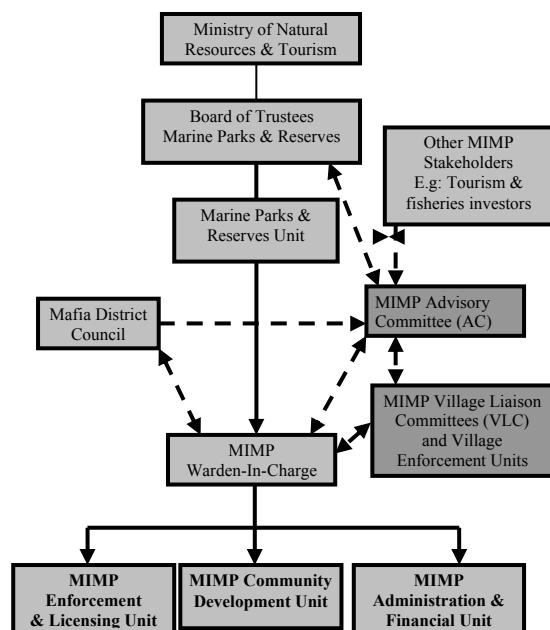 Ministry of Natural
Resources & Tourism
Board of Trustees
Marine Parks & Reserves
Other MIMP
Stakeholders
E.g: Tourism &
fisheries investors
Marine Parks &
Reserves Unit
Mafia District
Council
MIMP Advisory
Committee (AC)
MIMP Village Liaison
Committees (VLC)
and Village
Enforcement Units
MIMP
Warden-In-Charge
MIMP
Enforcement
& Licensing Unit
MIMP Community
Development Unit
MIMP
Administration &
Financial Unit